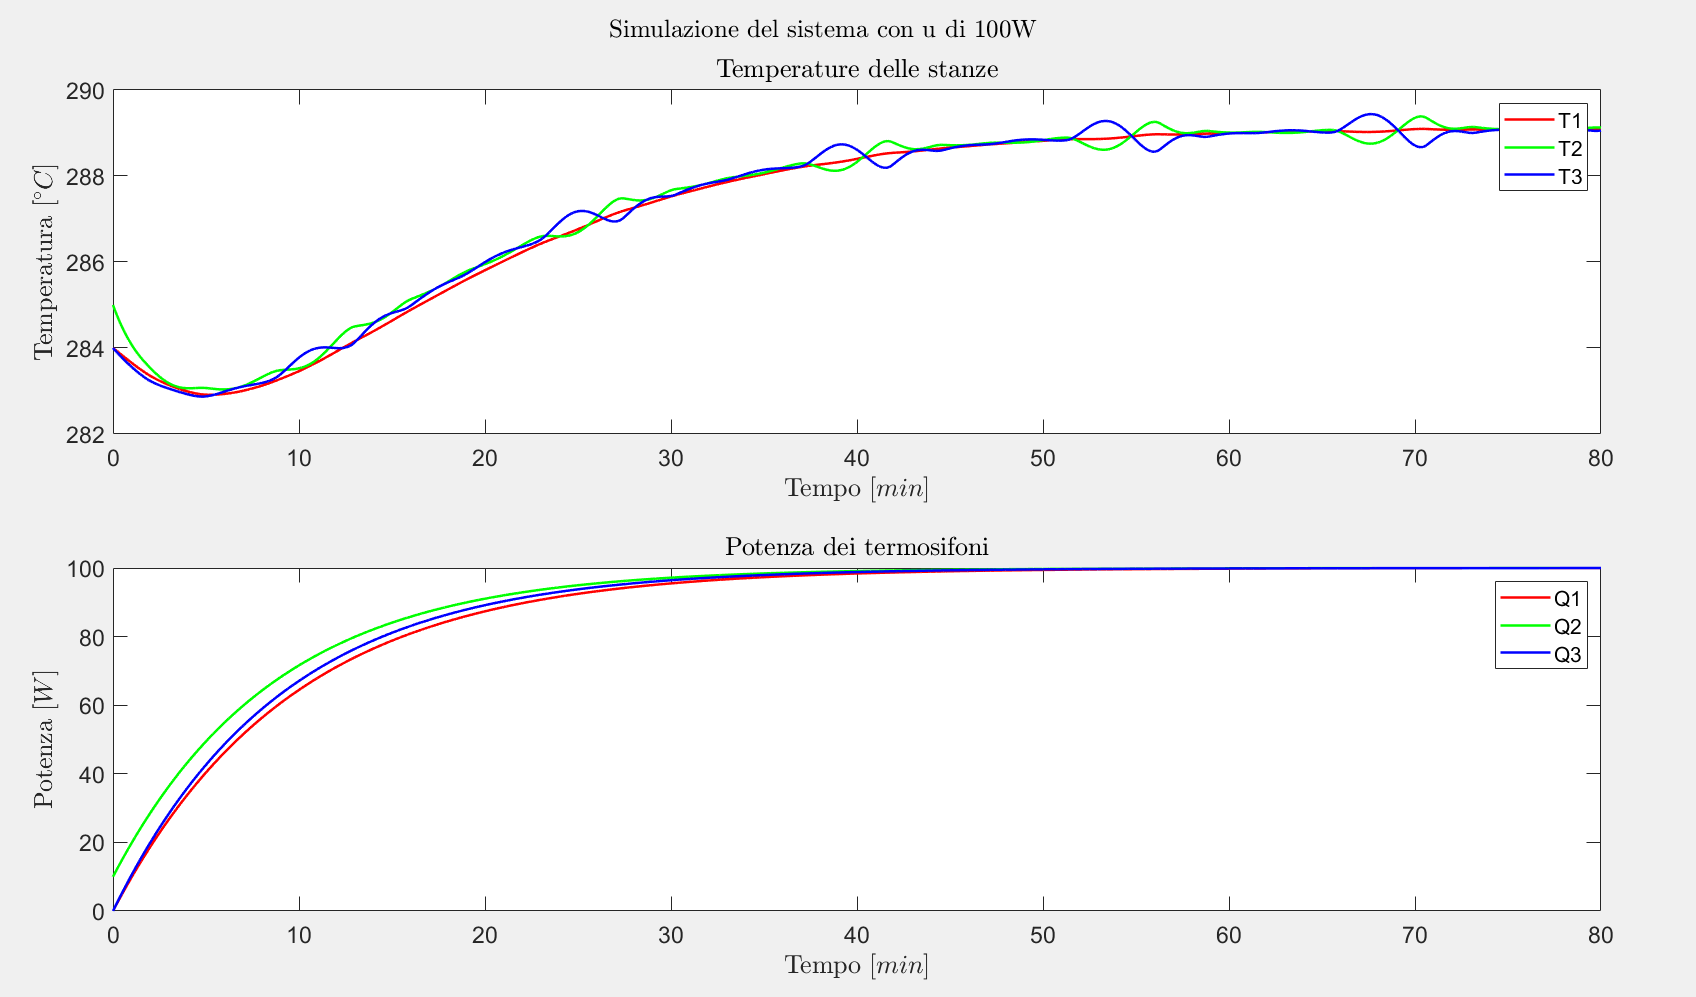 Simulazione del sistema con u di 100W
Temperature delle stanze
290
288
286
284
282
Temperatura [°C]
T1
T2
T3
0 10 20 30 40 50 60 70 80
Tempo [min]
Potenza dei termosifoni
100
80
60
40
20
0
Potenza [W]
Q1
Q2
Q3
0 10 20 30 40 50 60 70 80
Tempo [min]